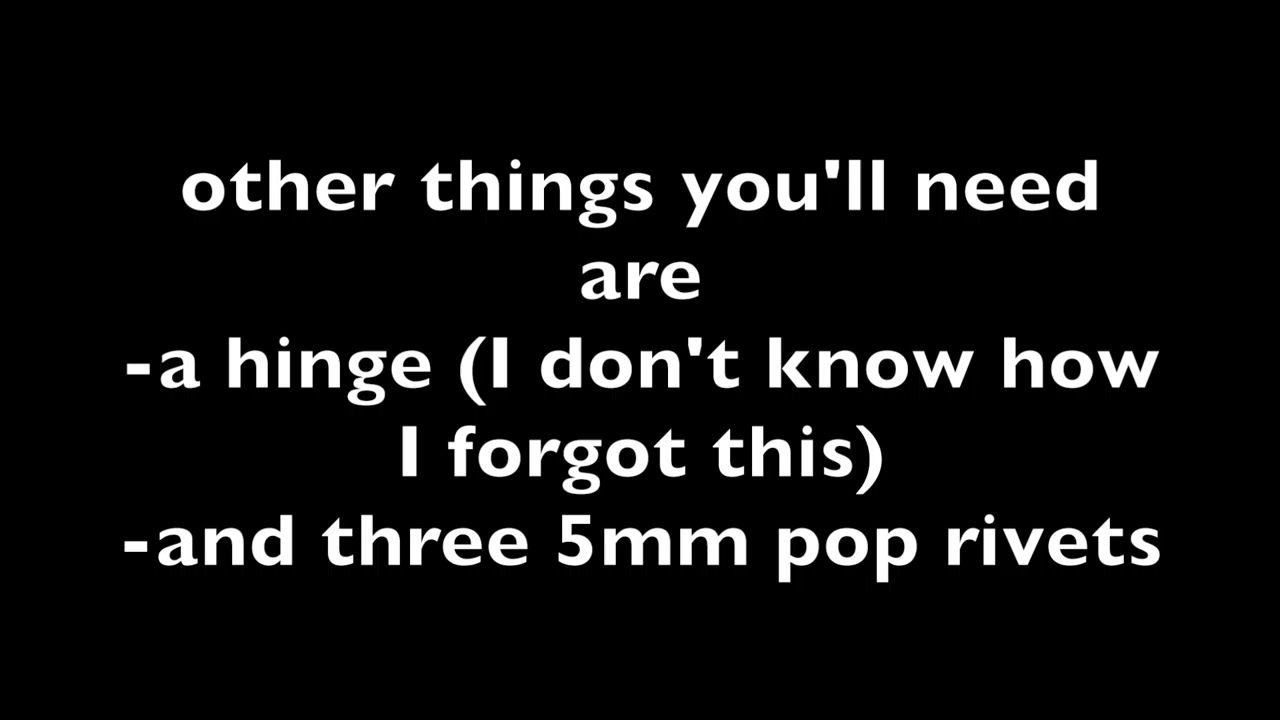 other things you'll need
are
-a hinge (I don't know how
I forgot this)
-and three 5mm pop rivets